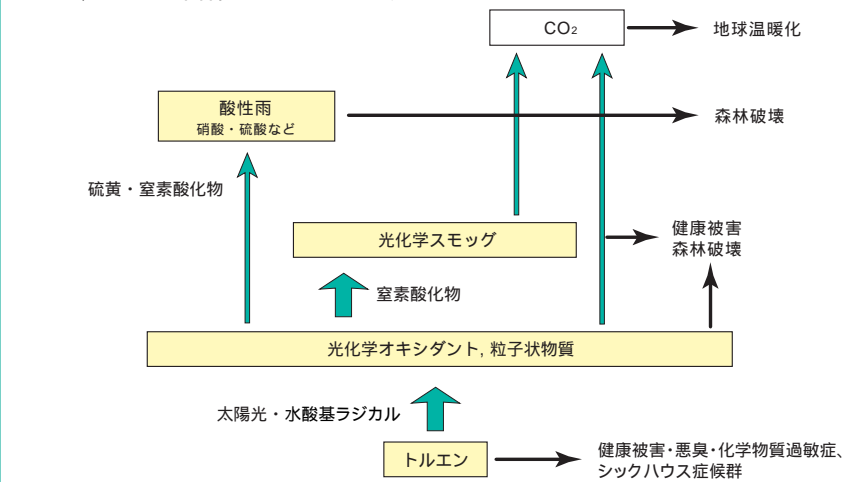 CO₂
地球温暖化
酸性雨
硝酸・硫酸など
森林破壊
硫黄・窒素酸化物
光化学スモッグ
健康被害
森林破壊
窒素酸化物
光化学オキシダント, 粒子状物質
太陽光・水酸基ラジカル
トルエン
健康被害・悪臭・化学物質過敏症、
シックハウス症候群